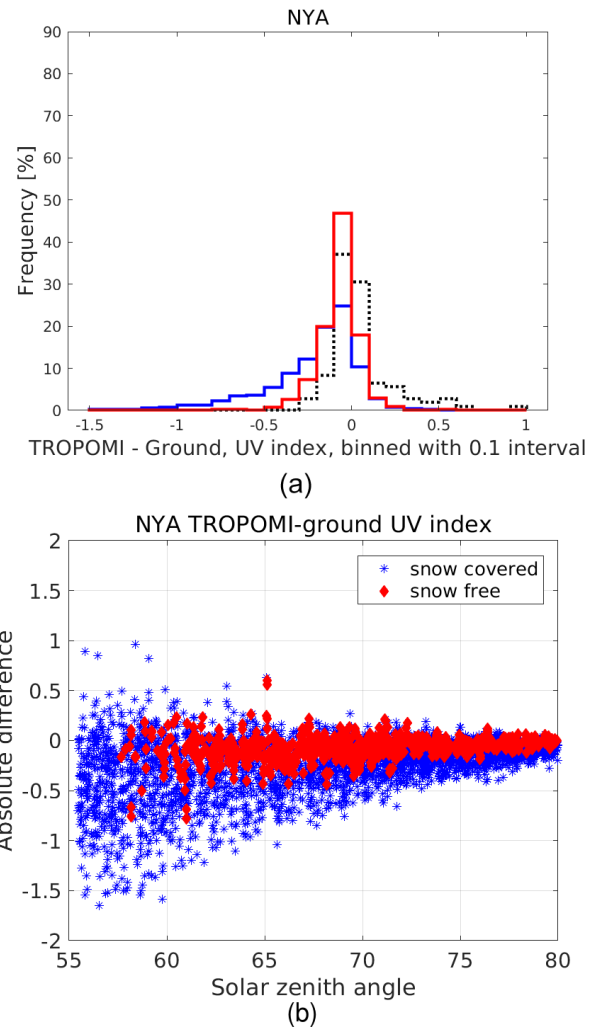 NYA
90
80
70
60
50
40
30
20
10
0
Frequency [%]
-1.5 -1 -0.5 0 0.5 1
TROPOMI - Ground, UV index, binned with 0.1 interval
(a)
NYA TROPOMI-ground UV index
2
1.5
1
0.5
0
-0.5
-1
-1.5
-2
Absolute difference
snow covered
snow free
55 60 65 70 75 80
Solar zenith angle
(b)